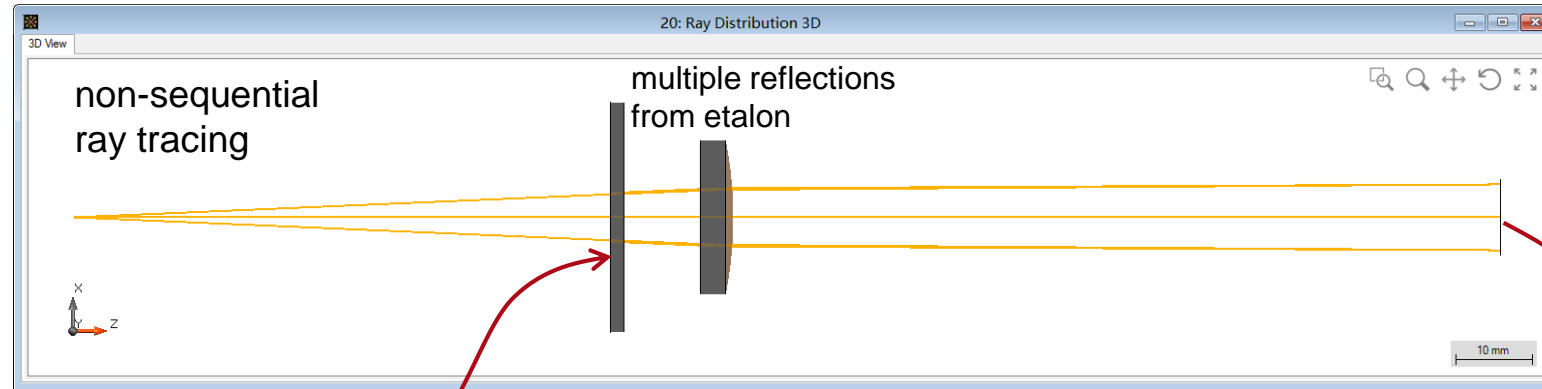 20: Ray Distribution 3D
3D View
non-sequential
ray tracing
multiple reflections
from etalon
X
Y
Z
10 mm